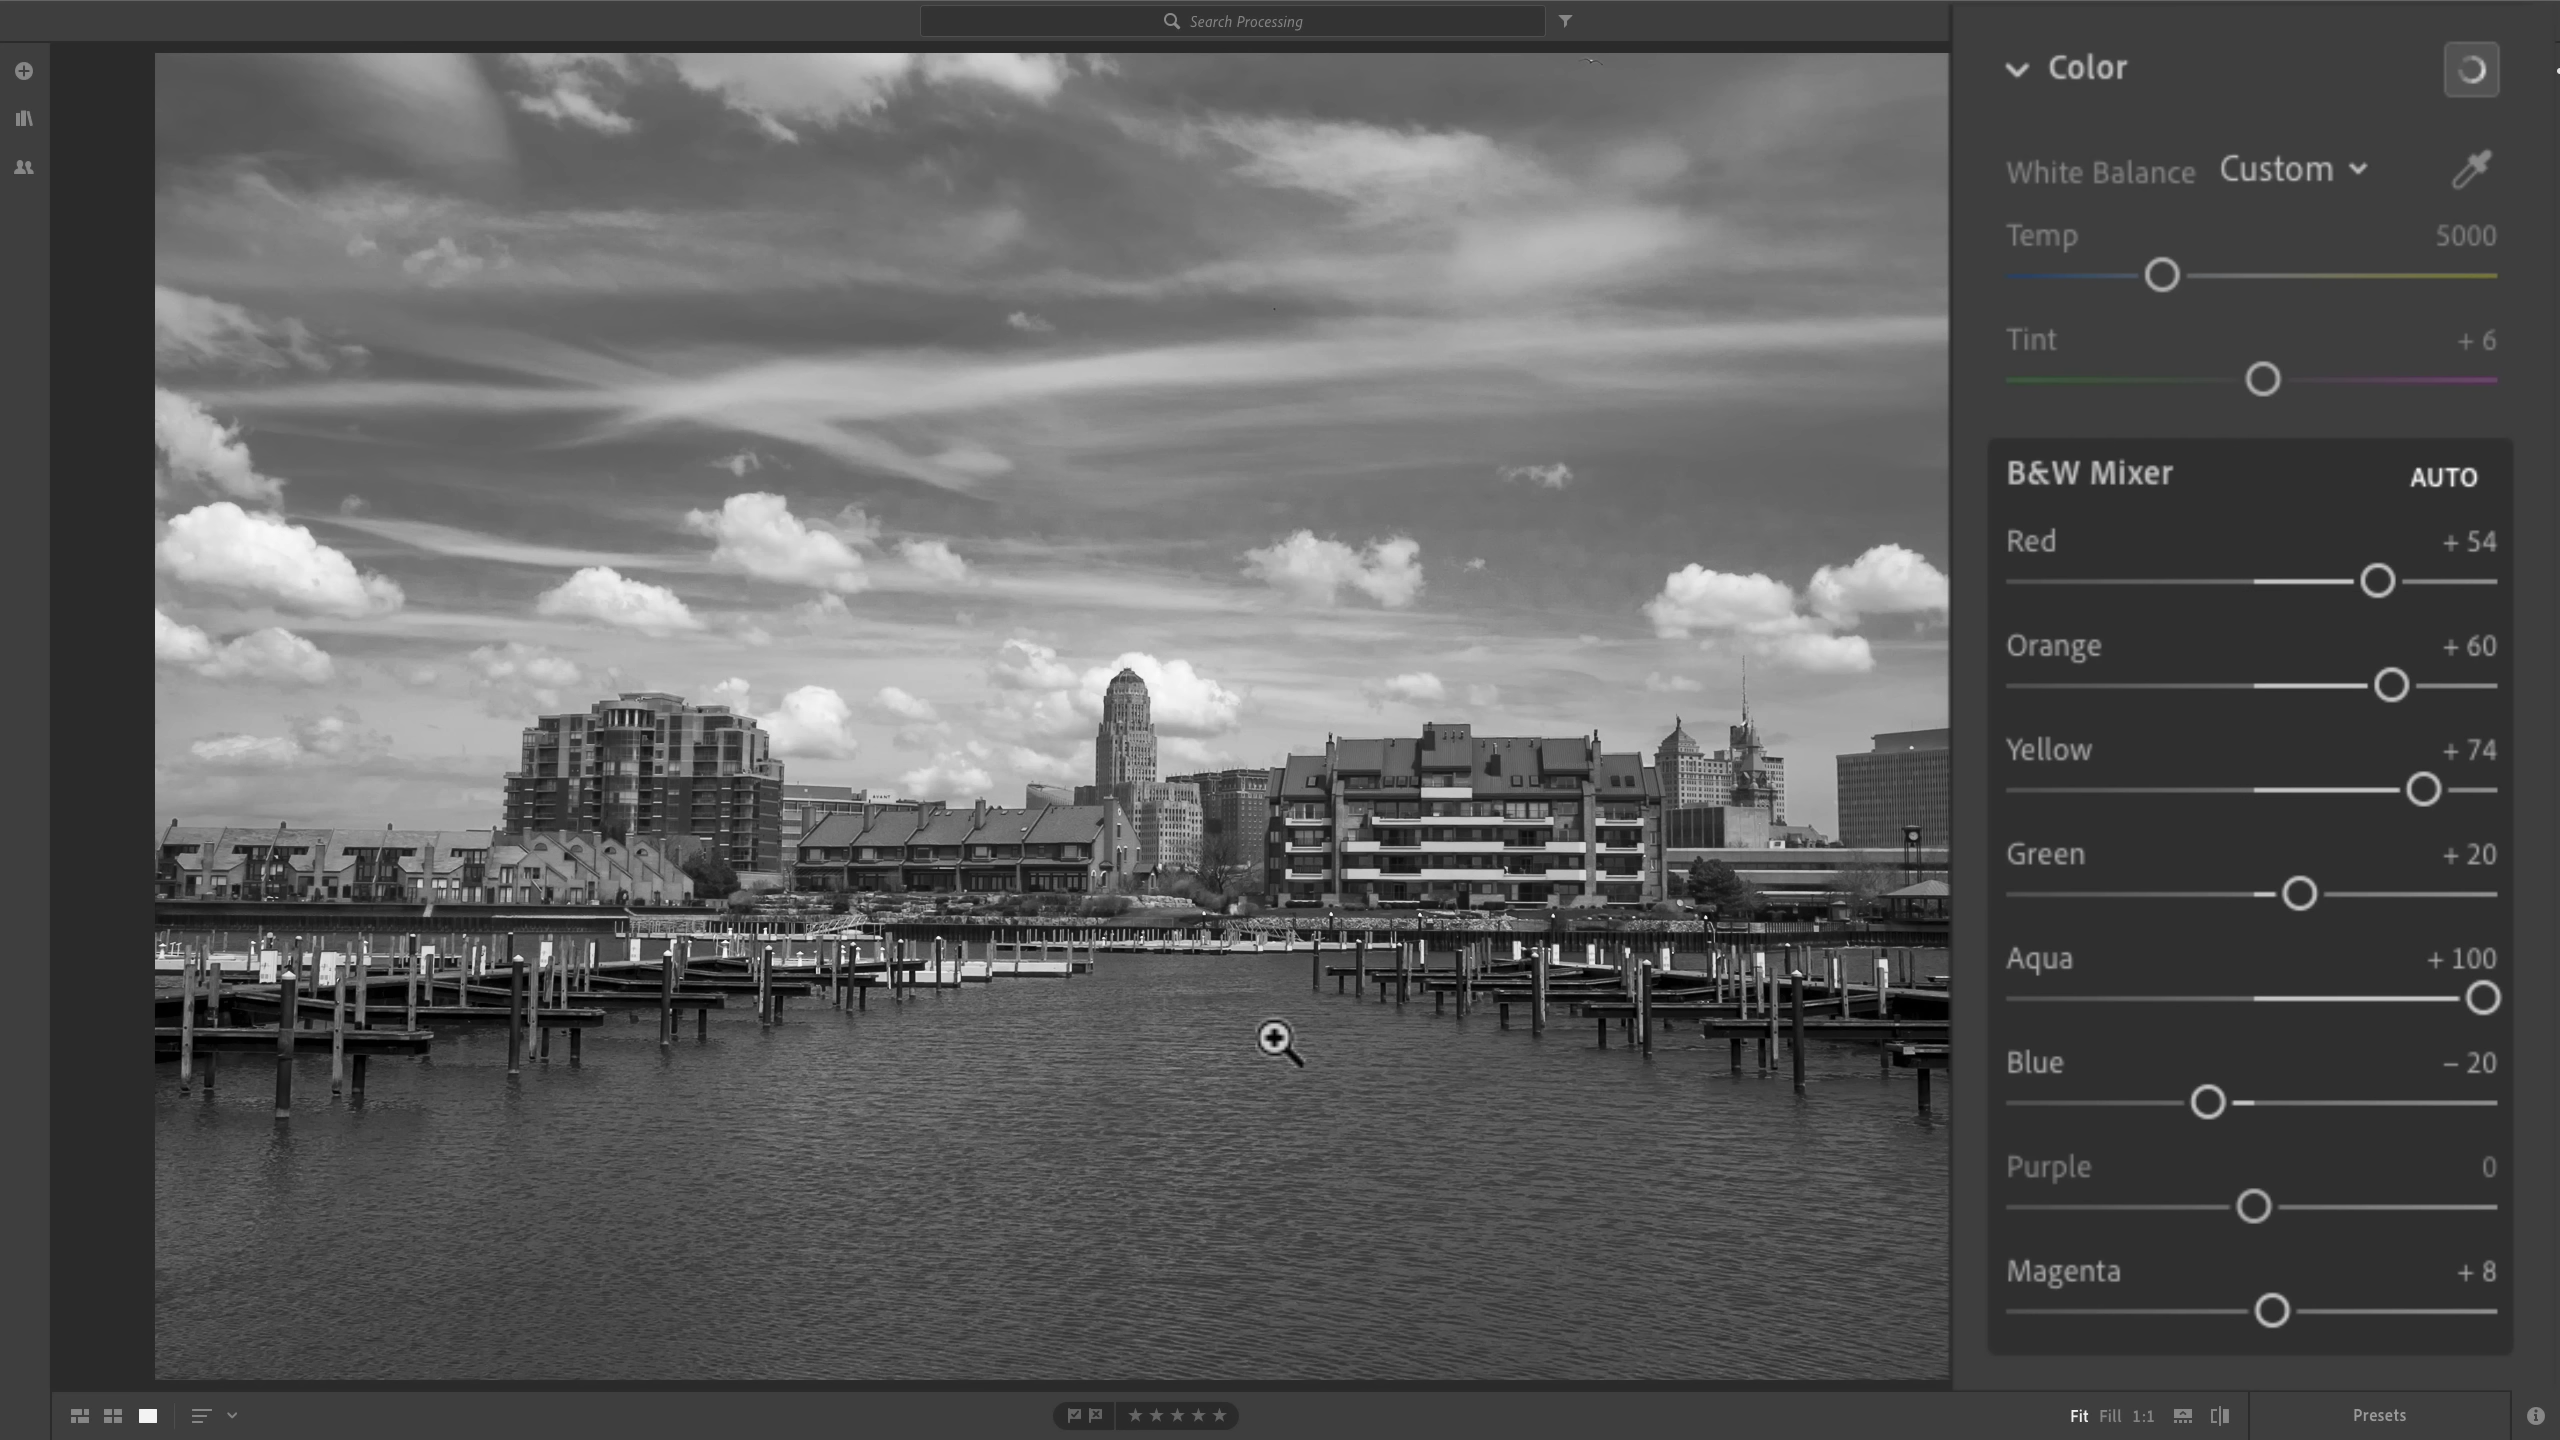 Search Processing
Color
White Balance Custom
Temp 5000
Tint + 6
B&W Mixer AUTO
Red + 54
Orange + 60
Yellow + 74
Green + 20
Aqua + 100
Blue – 20
Purple 0
Magenta + 8
Fit Fill 1:1
Presets